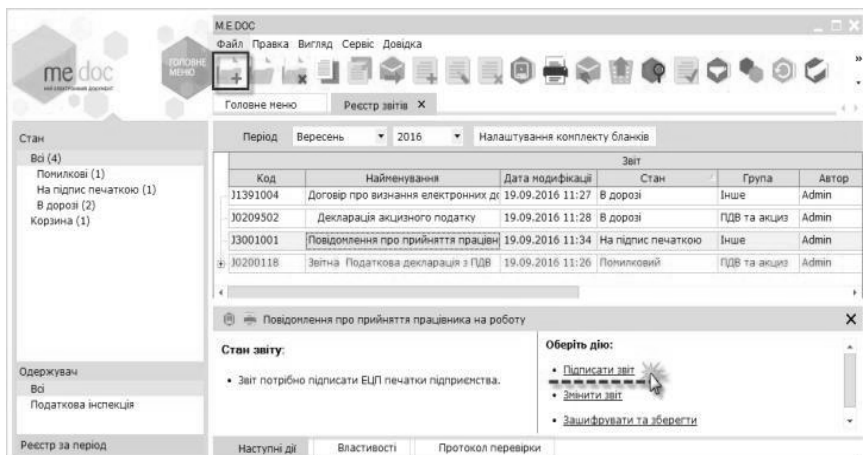 M.E.DOC
Файл Правка Вигляд Сервіс Довідка
me doc
МІЙ ЕЛЕКТРОННИЙ ДОКУМЕНТ
ГОЛОВНЕ МЕНЮ
Головне меню Реєстр звітів X
Стан
Всі (4)
Помилкові (1)
На підпис печаткою (1)
В дорозі (2)
Корзина (1)
Період Вересень 2016 Налаштування комплекту бланків
Звіт
Код Найменування Дата модифікації Стан Група Автор
J1391004 Договір про визнання електронних до 19.09.2016 11:27 В дорозі Інше Admin
J0209502 Декларація акцизного податку 19.09.2016 11:28 В дорозі ПДВ та акциз Admin
J3001001 Повідомлення про прийняття працівн 19.09.2016 11:34 На підпис печаткою Інше Admin
J0200118 Звітна Податкова декларація з ПДВ 19.09.2016 11:26 Помилковий ПДВ та акциз Admin
Повідомлення про прийняття працівника на роботу
Стан звіту:
• Звіт потрібно підписати ЕЦП печатки підприємства.
Оберіть дію:
• Підписати звіт
• Змінити звіт
• Зашифрувати та зберегти
Одержувач
Всі
Податкова інспекція
Реєстр за період
Наступні дії Властивості Протокол перевірки